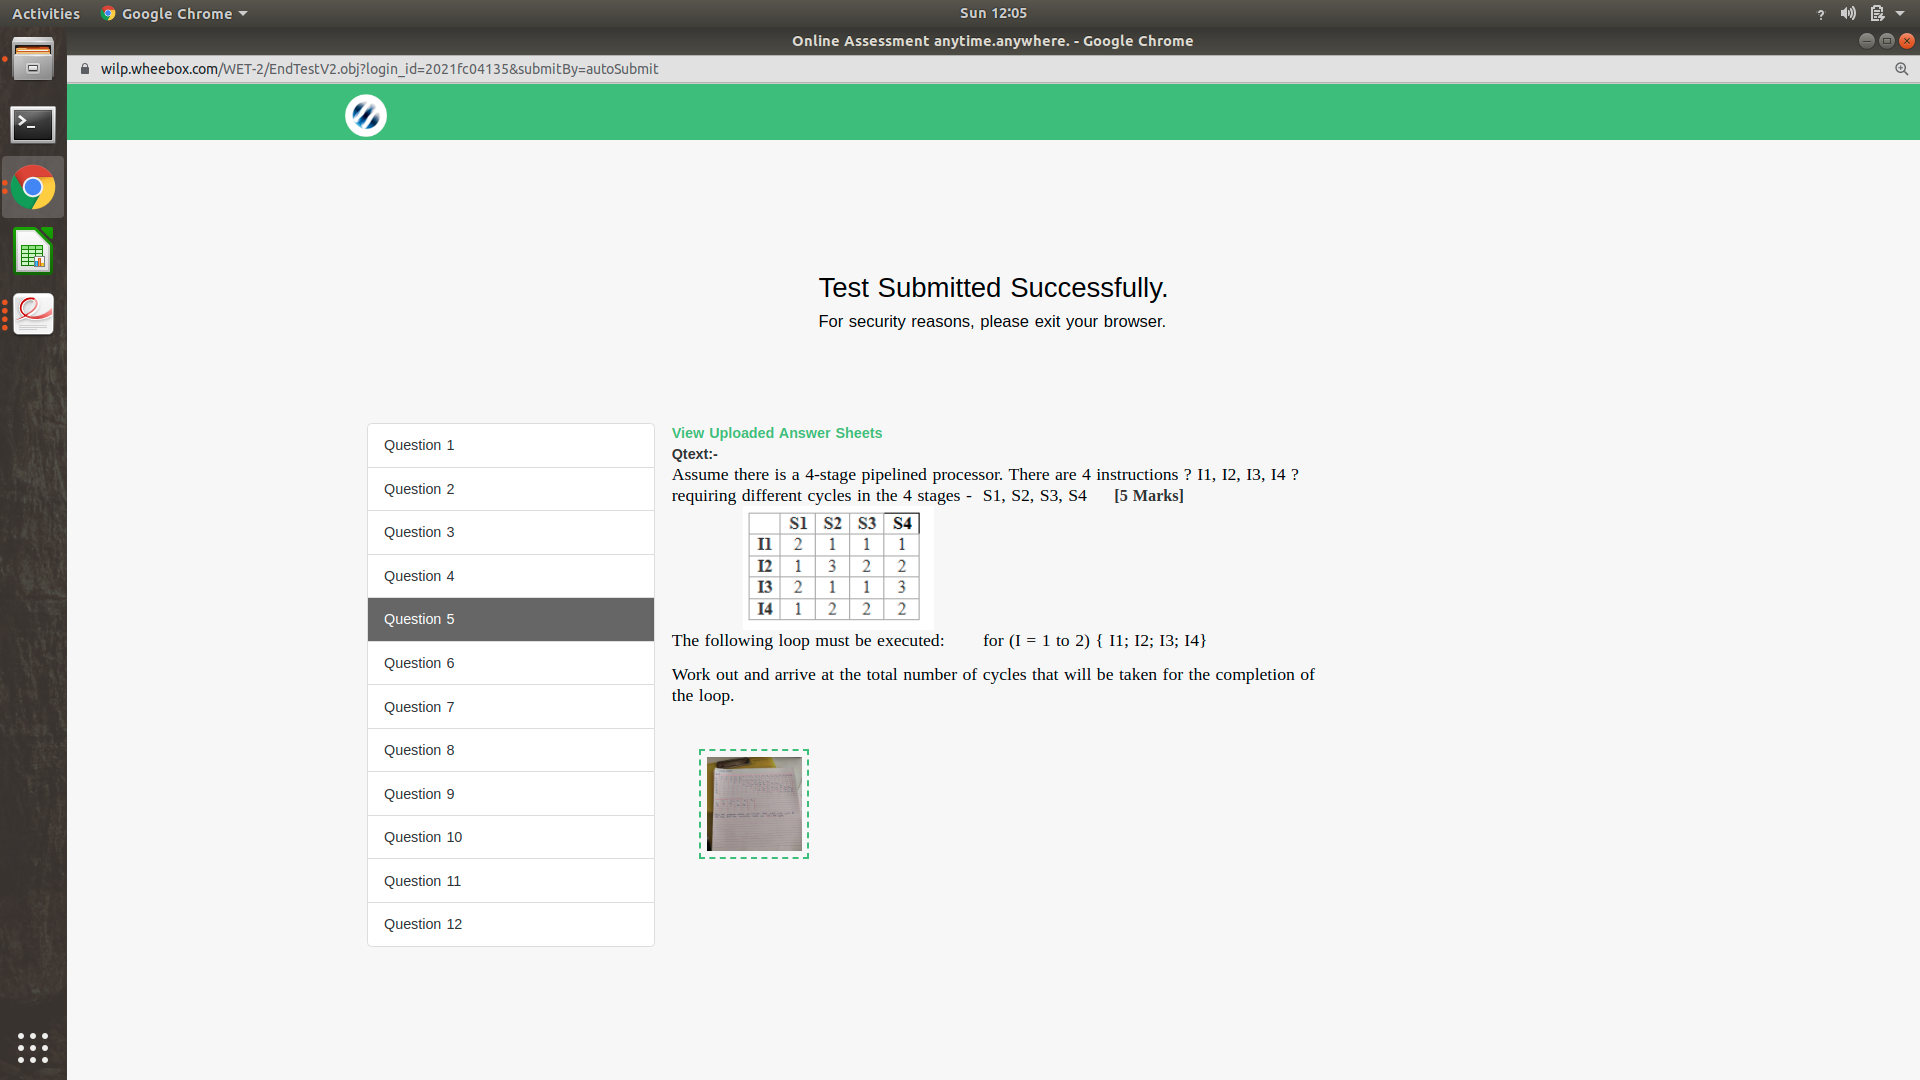 Activities Google Chrome Sun 12:05 ?
Online Assessment anytime.anywhere. - Google Chrome
wilp.wheebox.com/WET-2/EndTestV2.obj?login_id=2021fc04135&submitBy=autoSubmit
Test Submitted Successfully.
For security reasons, please exit your browser.
Question 1
Question 2
Question 3
Question 4
Question 5
Question 6
Question 7
Question 8
Question 9
Question 10
Question 11
Question 12
View Uploaded Answer Sheets
Qtext:-
Assume there is a 4-stage pipelined processor. There are 4 instructions ? I1, I2, I3, I4 ?
requiring different cycles in the 4 stages - S1, S2, S3, S4 [5 Marks]
S1 S2 S3 S4
I1 2 1 1 1
I2 1 3 2 2
I3 2 1 1 3
I4 1 2 2 2
The following loop must be executed: for (I = 1 to 2) { I1; I2; I3; I4}
Work out and arrive at the total number of cycles that will be taken for the completion of
the loop.